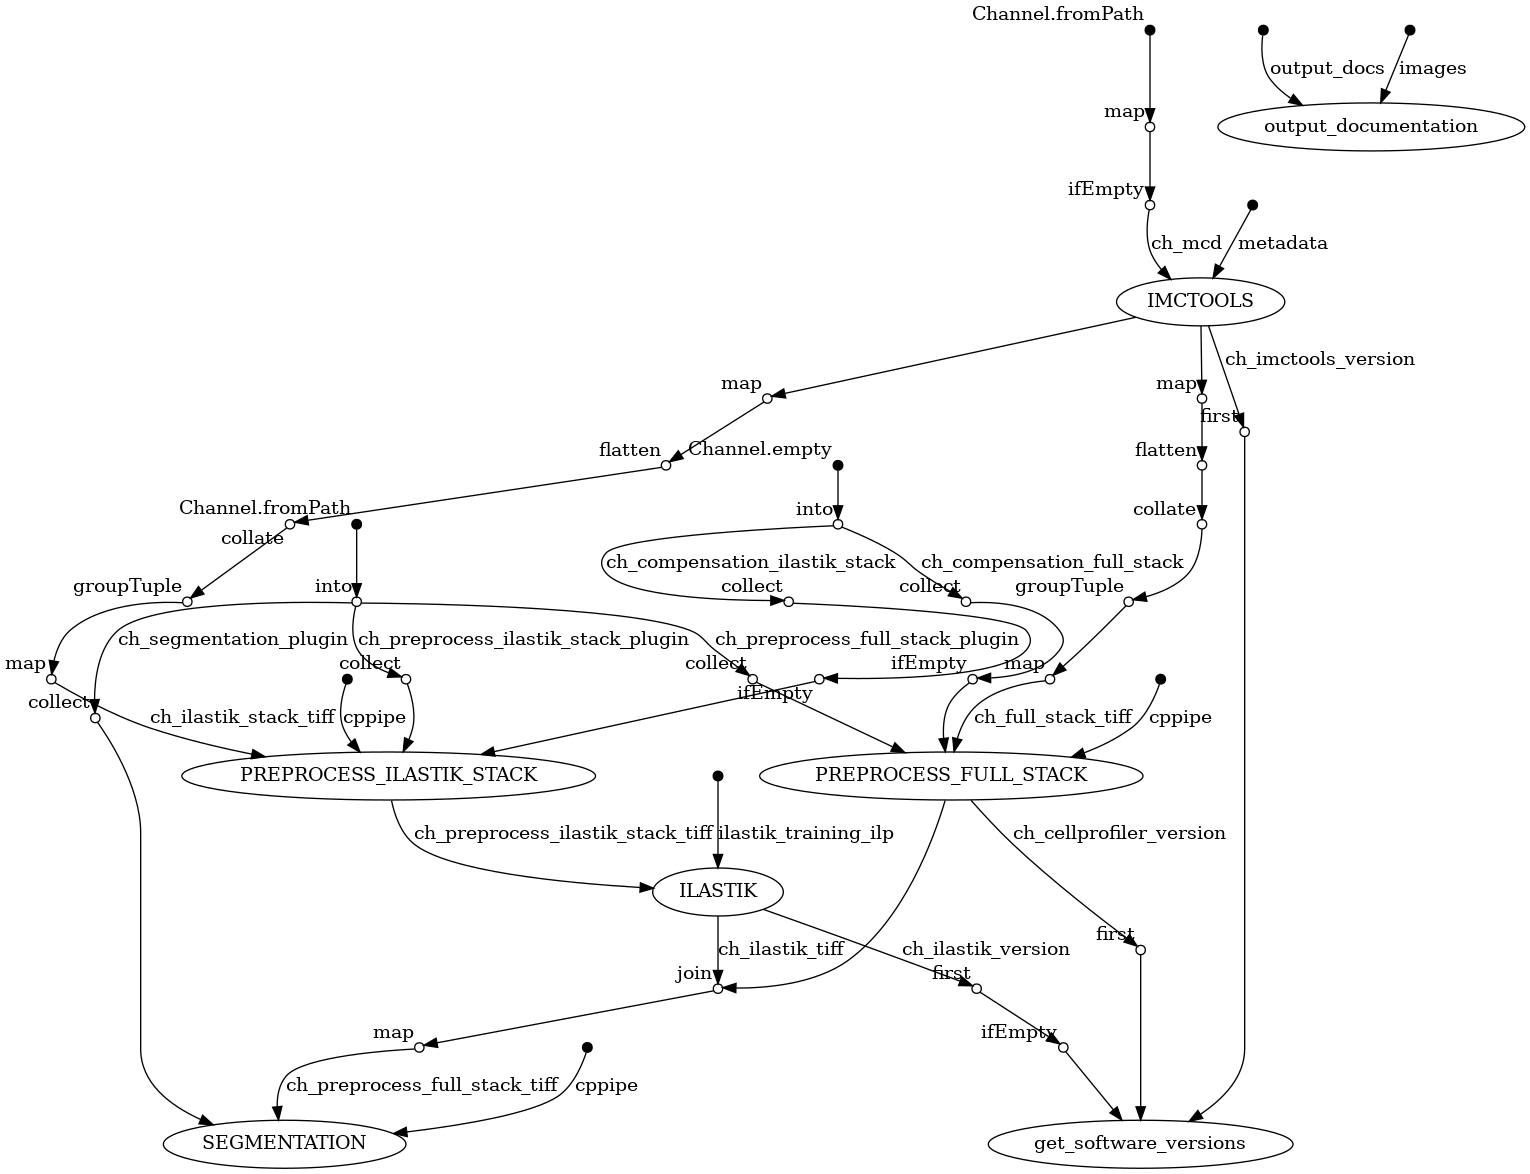 Channel.fromPath
output_docs
images
map
output_documentation
ifEmpty
ch_mcd
metadata
IMCTOOLS
ch_imctools_version
map
map
first
flatten
Channel.empty
flatten
Channel.fromPath
into
collate
collate
ch_compensation_ilastik_stack
ch_compensation_full_stack
groupTuple
into
collect
collect
groupTuple
ch_segmentation_plugin
ch_preprocess_ilastik_stack_plugin
ch_preprocess_full_stack_plugin
map
collect
collect
ifEmpty
map
collect
ifEmpty
ch_ilastik_stack_tiff
cppipe
ch_full_stack_tiff
cppipe
PREPROCESS_ILASTIK_STACK
PREPROCESS_FULL_STACK
ch_preprocess_ilastik_stack_tiff
ilastik_training_ilp
ch_cellprofiler_version
ILASTIK
first
ch_ilastik_tiff
ch_ilastik_version
join
first
map
ifEmpty
ch_preprocess_full_stack_tiff
cppipe
SEGMENTATION
get_software_versions